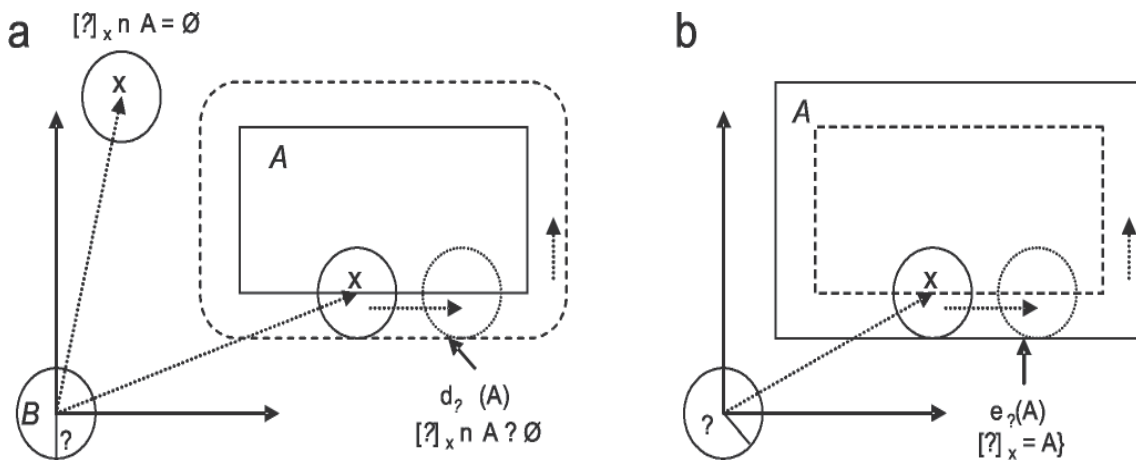 a
[?]x n A = Ø
x
A
x
B
?
d? (A)
[?]x n A ? Ø
b
A
x
?
e?(A)
[?]x = A}